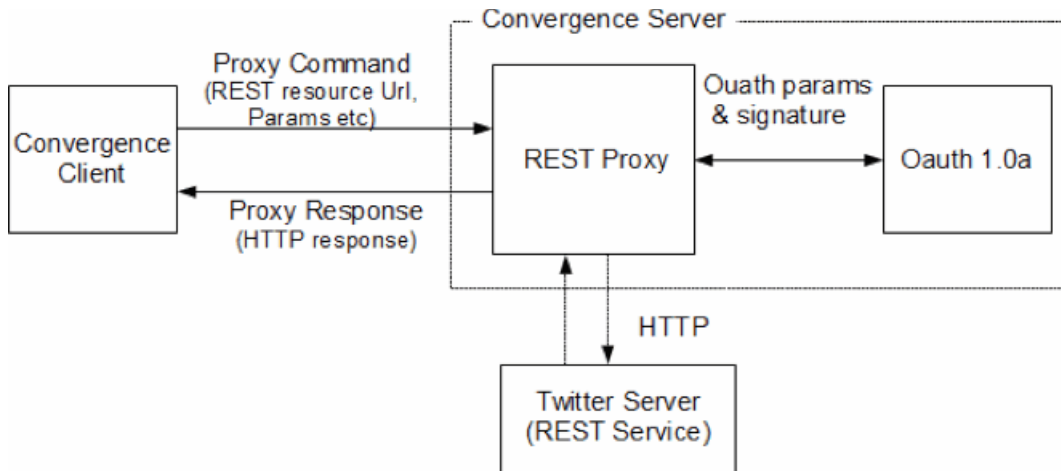 Convergence Server
Proxy Command
(REST resource Url,
Params etc)
Convergence
Client
REST Proxy
Ouath params
& signature
Oauth 1.0a
Proxy Response
(HTTP response)
HTTP
Twitter Server
(REST Service)